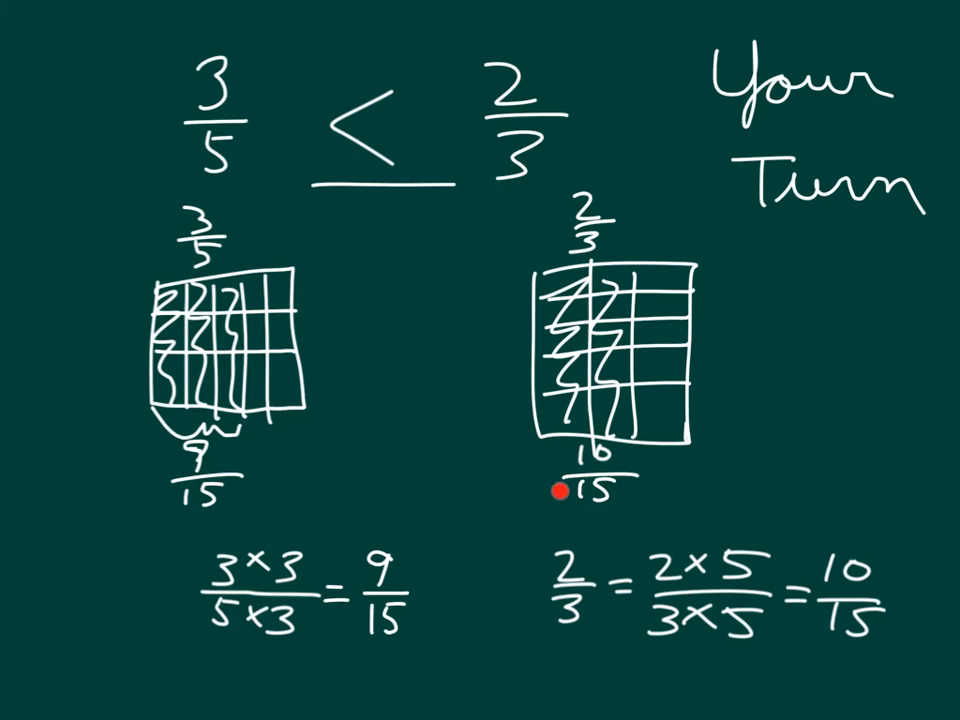 3/5 < 2/3
Your
Turn
3/5
2/3
9/15
10/15
3 × 3 / 5 × 3 = 9/15
2/3 = 2 × 5 / 3 × 5 = 10/15